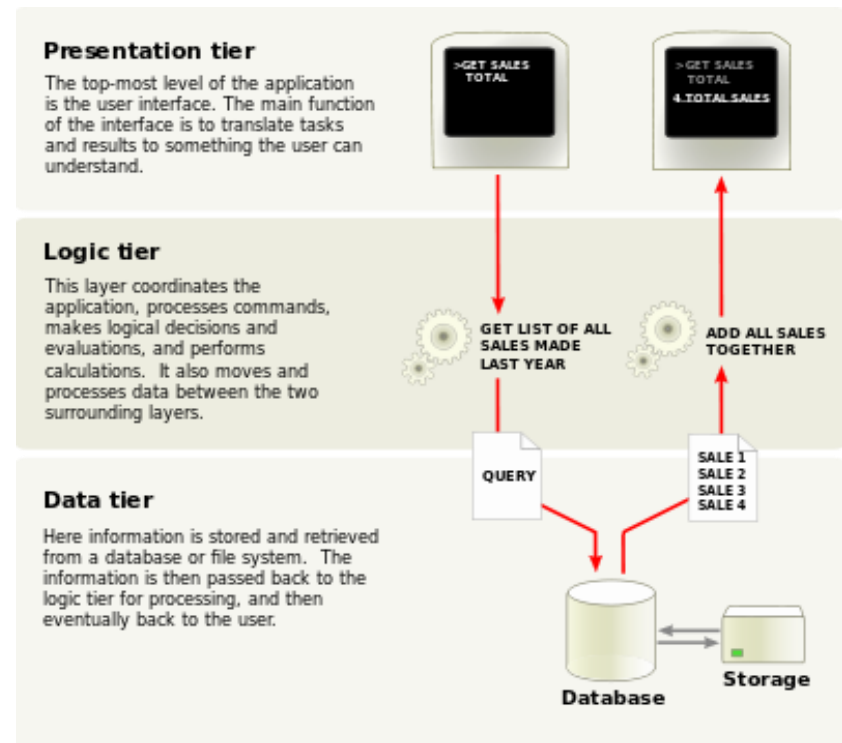 Presentation tier
The top-most level of the application
is the user interface. The main function
of the interface is to translate tasks
and results to something the user can
understand.
>GET SALES
TOTAL
>GET SALES
TOTAL
4.TOTAL.SALES
Logic tier
This layer coordinates the
application, processes commands,
makes logical decisions and
evaluations, and performs
calculations.  It also moves and
processes data between the two
surrounding layers.
GET LIST OF ALL
SALES MADE
LAST YEAR
ADD ALL SALES
TOGETHER
Data tier
Here information is stored and retrieved
from a database or file system.  The
information is then passed back to the
logic tier for processing, and then
eventually back to the user.
QUERY
SALE 1
SALE 2
SALE 3
SALE 4
Database
Storage